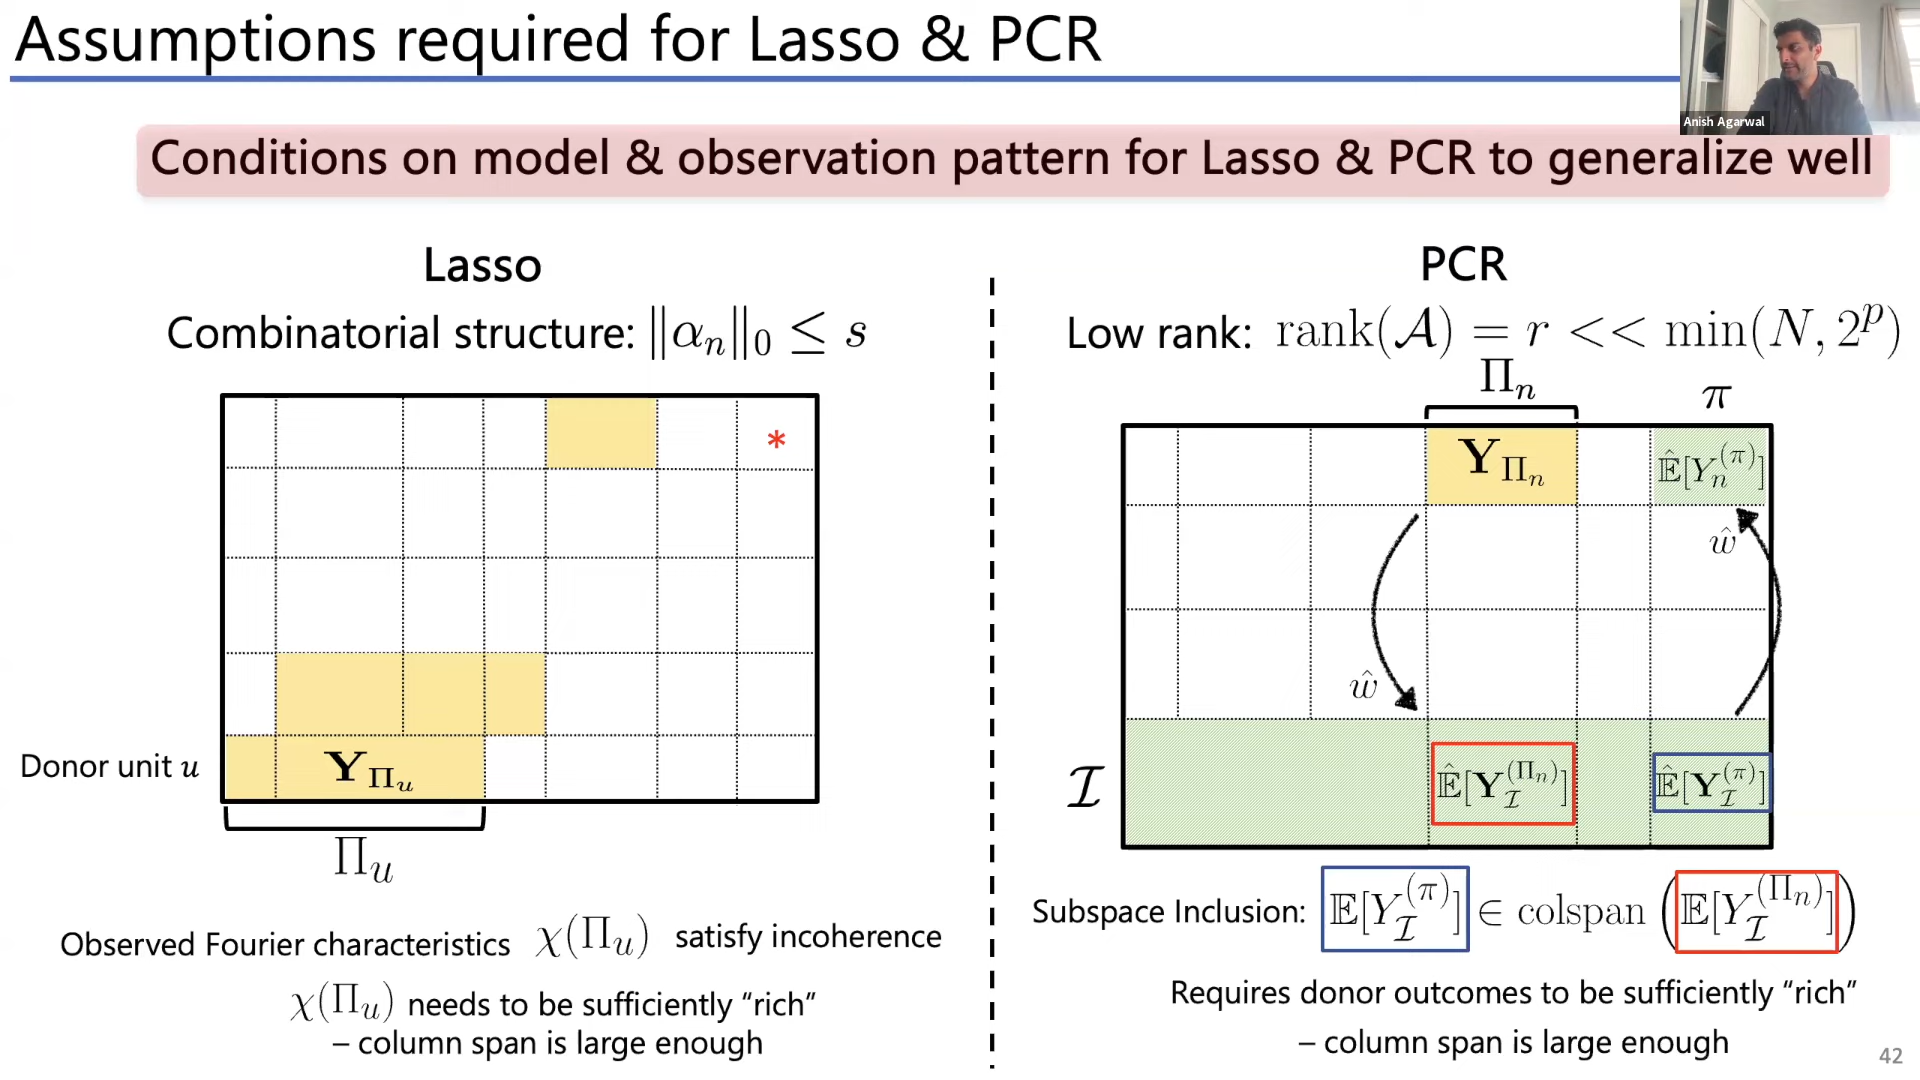 Assumptions required for Lasso & PCR
Anish Agarwal
Conditions on model & observation pattern for Lasso & PCR to generalize well
Lasso
Combinatorial structure: ‖αₙ‖₀ ≤ s
*
Donor unit u
Y_{Π_u}
Π_u
Observed Fourier characteristics χ(Π_u) satisfy incoherence
χ(Π_u) needs to be sufficiently “rich”
– column span is large enough
PCR
Low rank: rank(𝒜) = r << min(N, 2^p)
Π_n
π
Y_{Π_n}
Ê[Y_n^{(π)}]
ŵ
ŵ
ℐ
Ê[Y_ℐ^{(Π_n)}]
Ê[Y_ℐ^{(π)}]
Subspace Inclusion: 𝔼[Y_ℐ^{(π)}] ∈ colspan (𝔼[Y_ℐ^{(Π_n)}])
Requires donor outcomes to be sufficiently “rich”
– column span is large enough
42